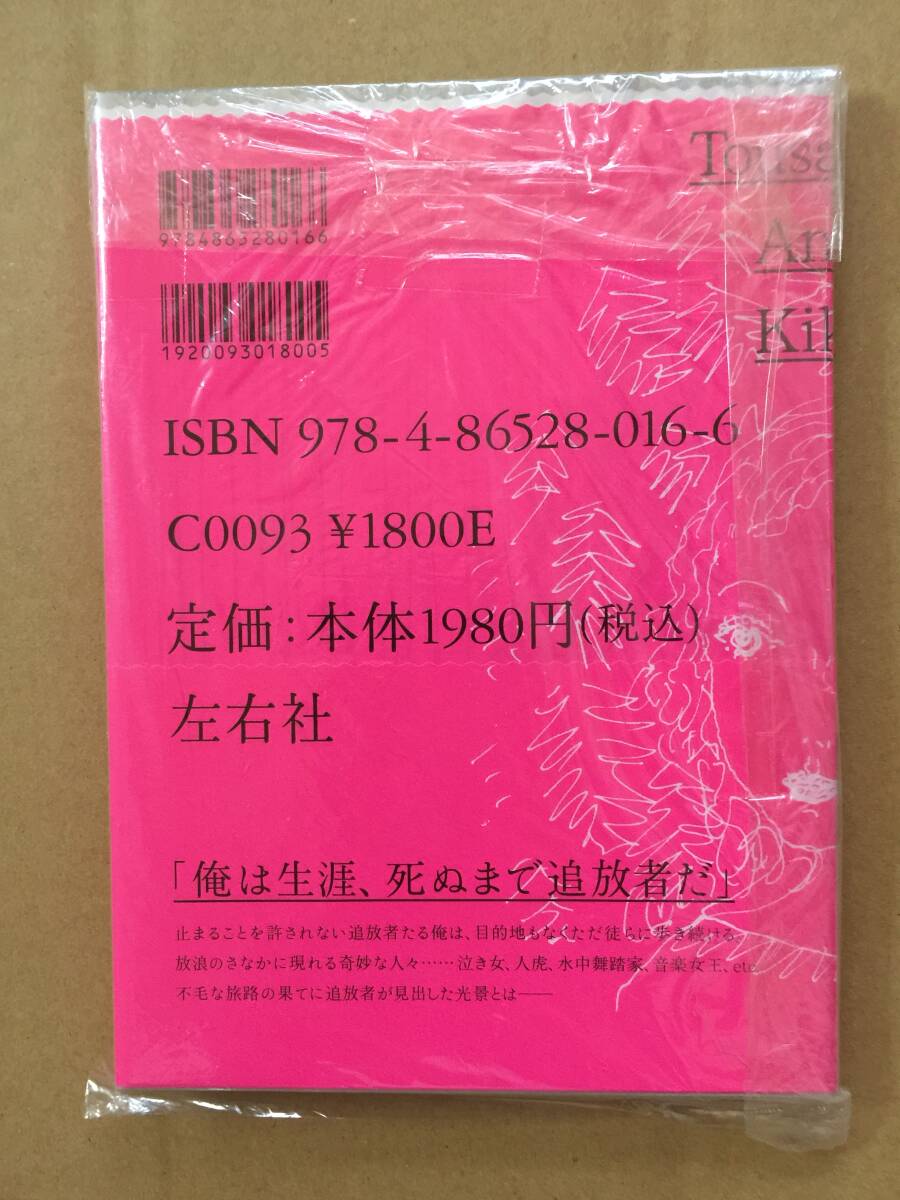 Tousa
An
Kik
9784865280166
1920093018005
ISBN 978-4-86528-016-6
C0093 ¥1800E
定価：本体1980円(税込)
左右社
「俺は生涯、死ぬまで追放者だ」
止まることを許されない追放者たる俺は、目的地もなくただ徒らに歩き続ける。
放浪のさなかに現れる奇妙な人々……泣き女、人虎、水中舞踏家、音楽女王、etc.
不毛な旅路の果てに追放者が見出した光景とは——